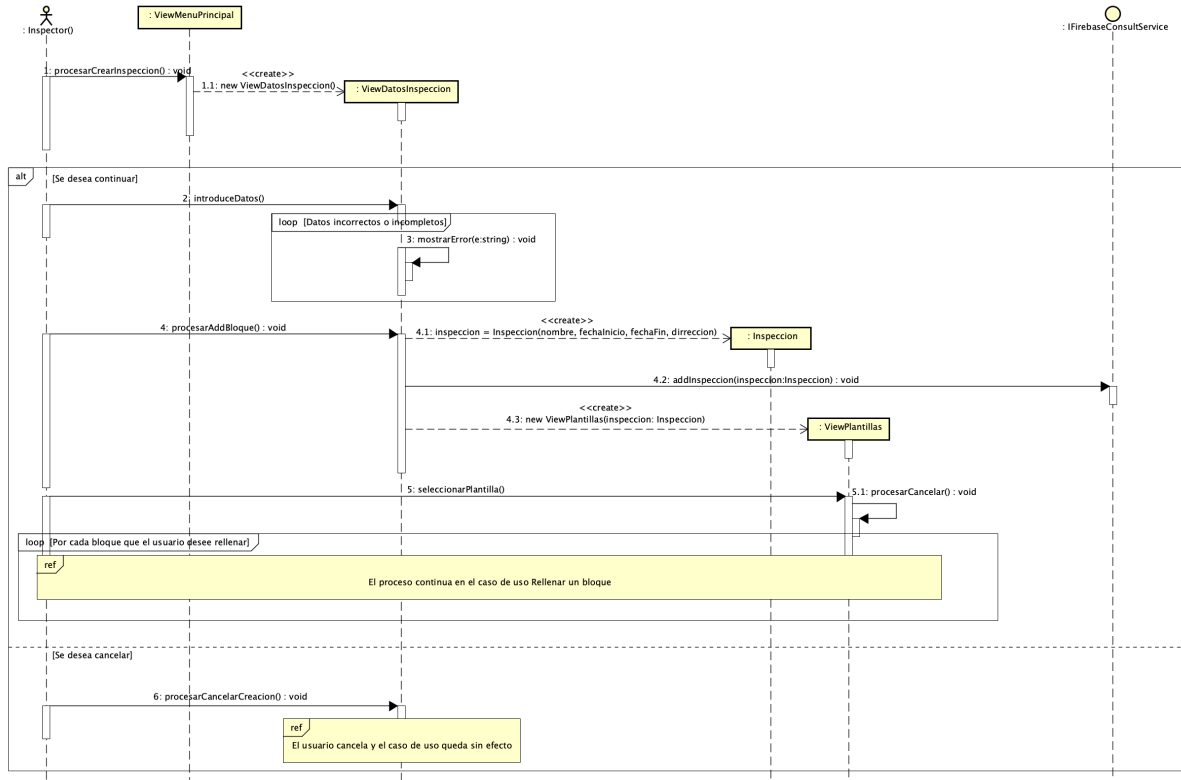 : Inspector()
: ViewMenuPrincipal
: IFirebaseConsultService
1: procesarCrearInspeccion() : void
<<create>>
1.1: new ViewDatosInspeccion()
: ViewDatosInspeccion
alt
[Se desea continuar]
2: introduceDatos()
loop [Datos incorrectos o incompletos]
3: mostrarError(e:string) : void
4: procesarAddBloque() : void
<<create>>
4.1: inspeccion = Inspeccion(nombre, fechaInicio, fechaFin, dirreccion)
: Inspeccion
4.2: addInspeccion(inspeccion:Inspeccion) : void
<<create>>
4.3: new ViewPlantillas(inspeccion: Inspeccion)
: ViewPlantillas
5: seleccionarPlantilla()
5.1: procesarCancelar() : void
loop [Por cada bloque que el usuario desee rellenar]
ref
El proceso continua en el caso de uso Rellenar un bloque
[Se desea cancelar]
6: procesarCancelarCreacion() : void
ref
El usuario cancela y el caso de uso queda sin efecto